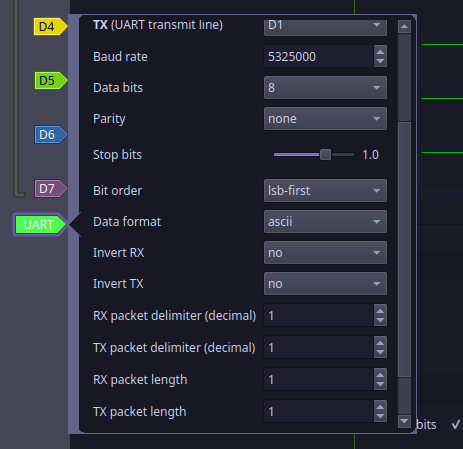 D4
TX (UART transmit line) D1
Baud rate 5325000
D5
Data bits 8
Parity none
D6
Stop bits 1.0
D7
Bit order lsb-first
UART
Data format ascii
Invert RX no
Invert TX no
RX packet delimiter (decimal) 1
TX packet delimiter (decimal) 1
RX packet length 1
TX packet length 1
bits